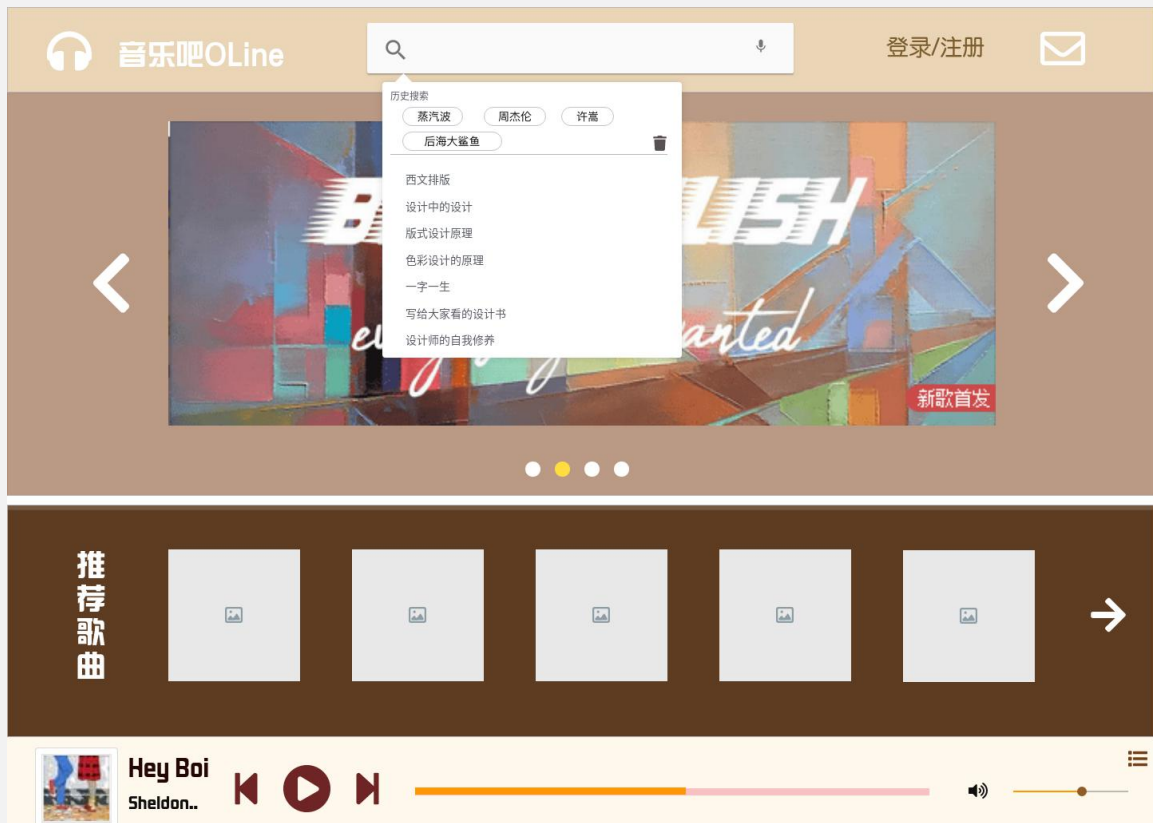 音乐吧OLine
登录/注册
历史搜索
蒸汽波 周杰伦 许嵩
后海大鲨鱼
西文排版
设计中的设计
版式设计原理
色彩设计的原理
一字一生
写给大家看的设计书
设计师的自我修养
LISH
anted
新歌首发
推荐歌曲
Hey Boi
Sheldon..